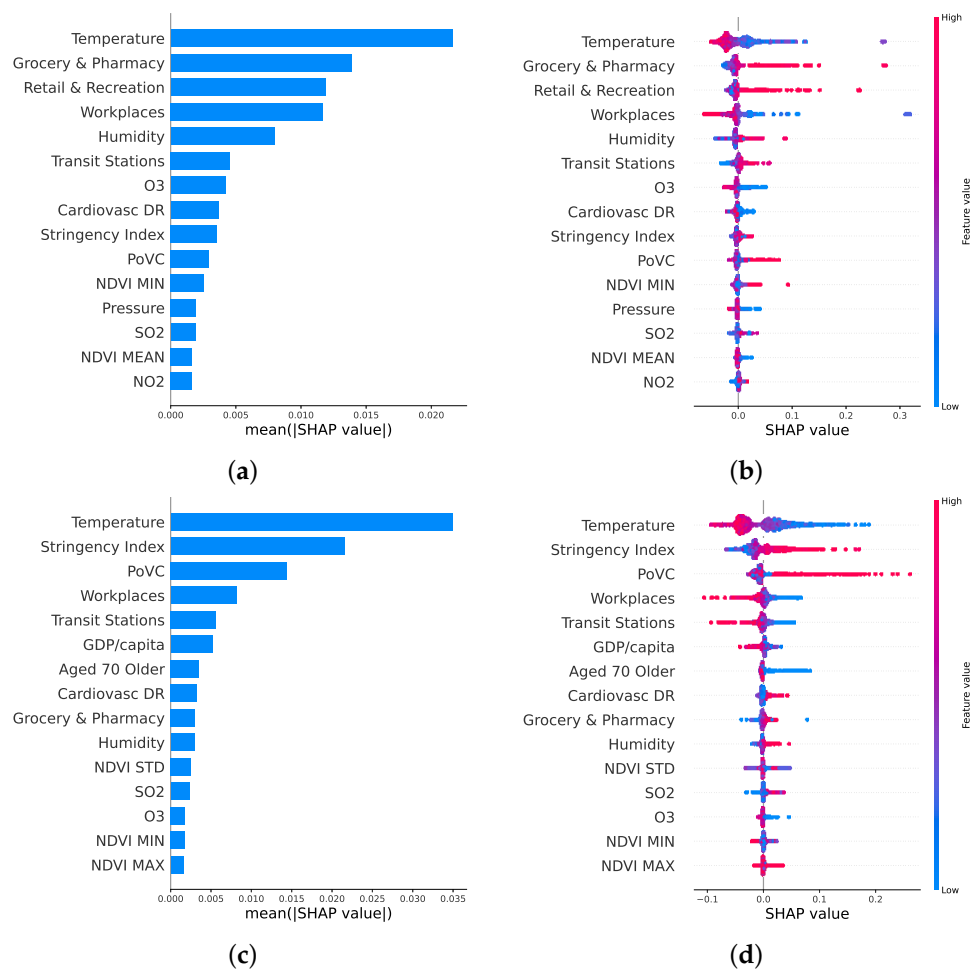 Temperature
Grocery & Pharmacy
Retail & Recreation
Workplaces
Humidity
Transit Stations
O3
Cardiovasc DR
Stringency Index
PoVC
NDVI MIN
Pressure
SO2
NDVI MEAN
NO2
0.000 0.005 0.010 0.015 0.020
mean(|SHAP value|)
(a)
High
Temperature
Grocery & Pharmacy
Retail & Recreation
Workplaces
Humidity
Transit Stations
O3
Cardiovasc DR
Stringency Index
PoVC
NDVI MIN
Pressure
SO2
NDVI MEAN
NO2
Feature value
Low
0.0 0.1 0.2 0.3
SHAP value
(b)
Temperature
Stringency Index
PoVC
Workplaces
Transit Stations
GDP/capita
Aged 70 Older
Cardiovasc DR
Grocery & Pharmacy
Humidity
NDVI STD
SO2
O3
NDVI MIN
NDVI MAX
0.000 0.005 0.010 0.015 0.020 0.025 0.030 0.035
mean(|SHAP value|)
(c)
High
Temperature
Stringency Index
PoVC
Workplaces
Transit Stations
GDP/capita
Aged 70 Older
Cardiovasc DR
Grocery & Pharmacy
Humidity
NDVI STD
SO2
O3
NDVI MIN
NDVI MAX
Feature value
Low
−0.1 0.0 0.1 0.2
SHAP value
(d)